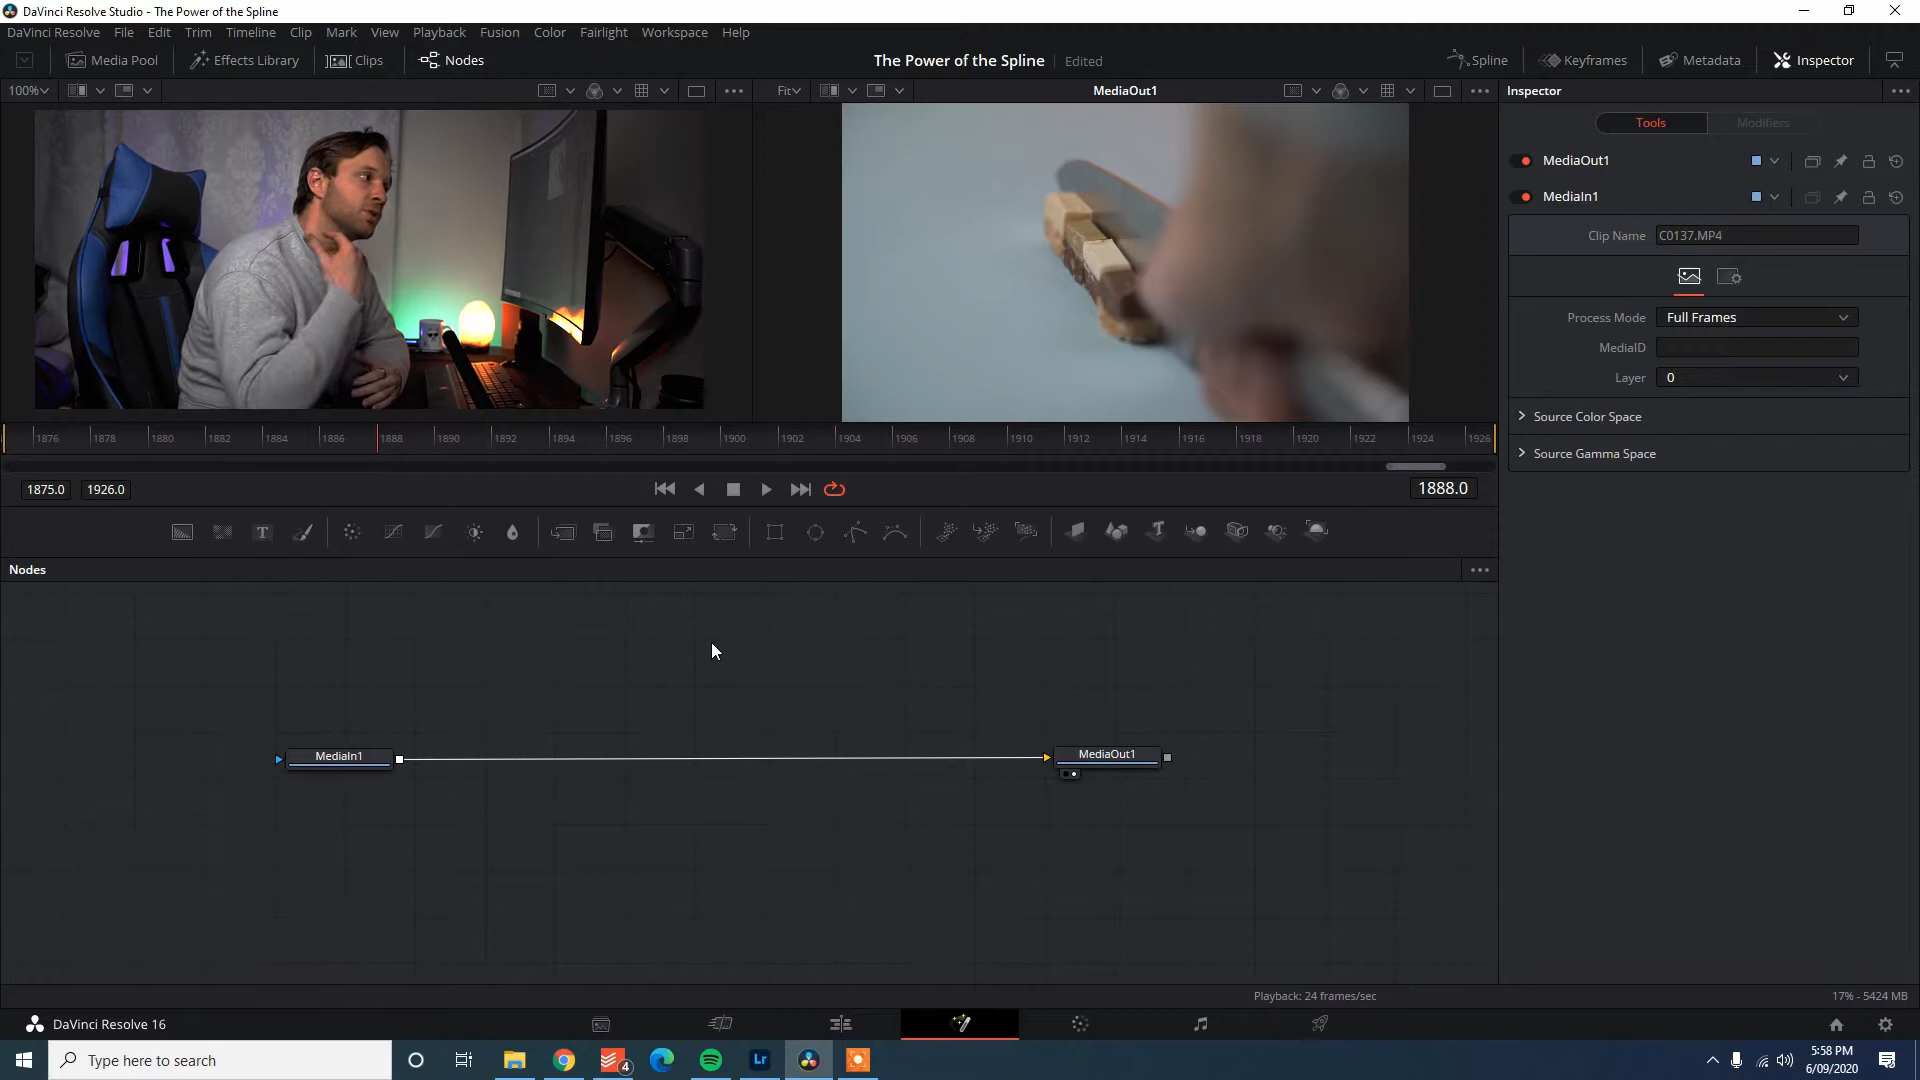 DaVinci Resolve Studio - The Power of the Spline
DaVinci Resolve File Edit Trim Timeline Clip Mark View Playback Fusion Color Fairlight Workspace Help
Media Pool Effects Library Clips Nodes The Power of the Spline Edited Spline Keyframes Metadata Inspector
100% Fit MediaOut1 Inspector
Tools Modifiers
MediaOut1
MediaIn1
Clip Name C0137.MP4
Process Mode Full Frames
MediaID
Layer 0
Source Color Space
Source Gamma Space
1876 1878 1880 1882 1884 1886 1888 1890 1892 1894 1896 1898 1900 1902 1904 1906 1908 1910 1912 1914 1916 1918 1920 1922 1924 1926
1875.0 1926.0 1888.0
Nodes
MediaIn1 MediaOut1
Playback: 24 frames/sec 17% - 5424 MB
DaVinci Resolve 16
Type here to search 4 Lr 5:58 PM
6/09/2020